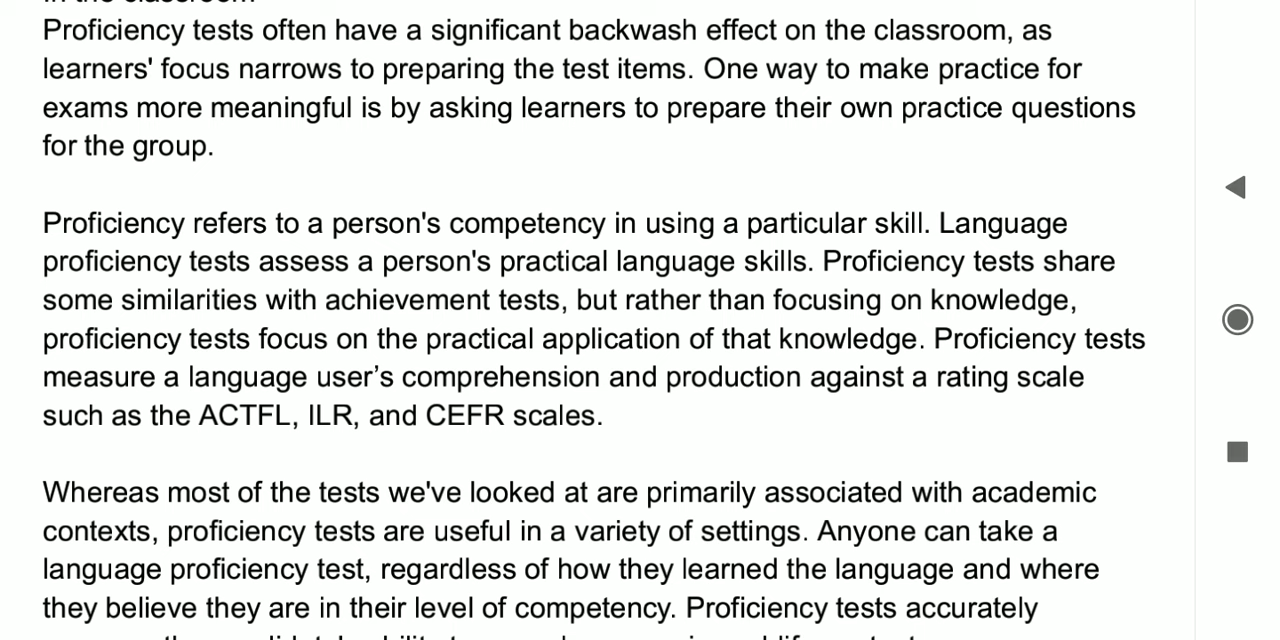 Proficiency tests often have a significant backwash effect on the classroom, as
learners' focus narrows to preparing the test items. One way to make practice for
exams more meaningful is by asking learners to prepare their own practice questions
for the group.
Proficiency refers to a person's competency in using a particular skill. Language
proficiency tests assess a person's practical language skills. Proficiency tests share
some similarities with achievement tests, but rather than focusing on knowledge,
proficiency tests focus on the practical application of that knowledge. Proficiency tests
measure a language user’s comprehension and production against a rating scale
such as the ACTFL, ILR, and CEFR scales.
Whereas most of the tests we've looked at are primarily associated with academic
contexts, proficiency tests are useful in a variety of settings. Anyone can take a
language proficiency test, regardless of how they learned the language and where
they believe they are in their level of competency. Proficiency tests accurately